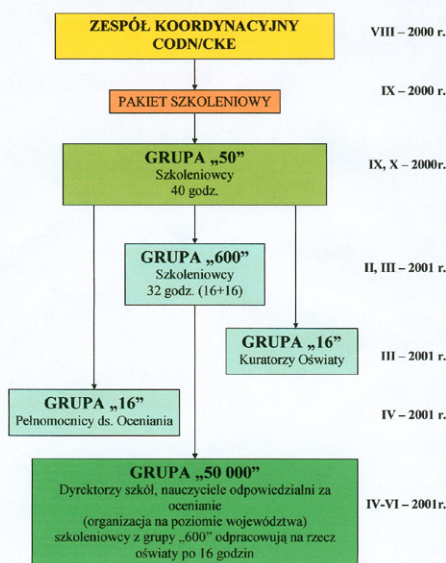 ZESPÓŁ KOORDYNACYJNY
CODN/CKE
VIII – 2000 r.
PAKIET SZKOLENIOWY
IX – 2000 r.
GRUPA „50”
Szkoleniowcy
40 godz.
IX, X – 2000r.
GRUPA „600”
Szkoleniowcy
32 godz. (16+16)
II, III – 2001 r.
GRUPA „16”
Kuratorzy Oświaty
III – 2001 r.
GRUPA „16”
Pełnomocnicy ds. Oceniania
IV – 2001 r.
GRUPA „50 000”
Dyrektorzy szkół, nauczyciele odpowiedzialni za
ocenianie
(organizacja na poziomie województwa)
szkoleniowcy z grupy „600” odpracowują na rzecz
oświaty po 16 godzin
IV-VI – 2001r.